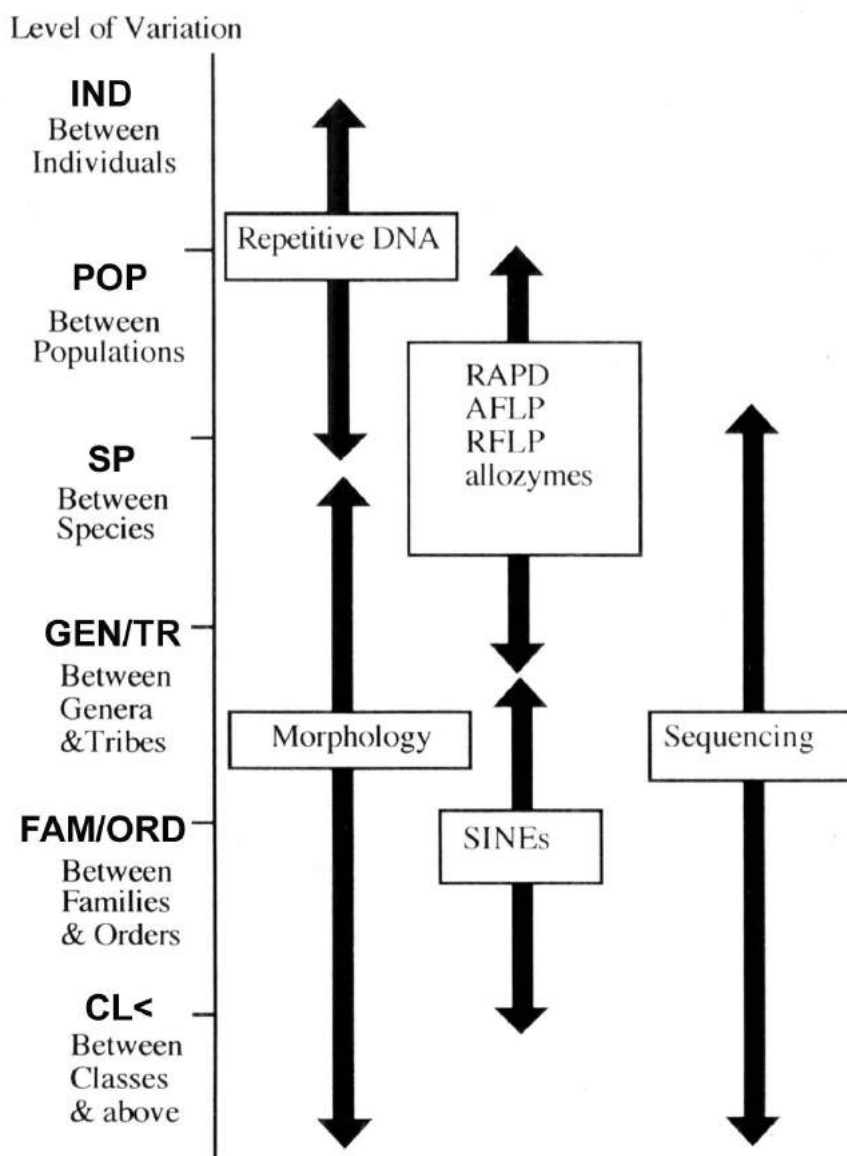 Level of Variation
IND
Between
Individuals
Repetitive DNA
POP
Between
Populations
RAPD
AFLP
RFLP
allozymes
SP
Between
Species
GEN/TR
Between
Genera
&Tribes
Morphology
Sequencing
FAM/ORD
Between
Families
& Orders
SINEs
CL<
Between
Classes
& above